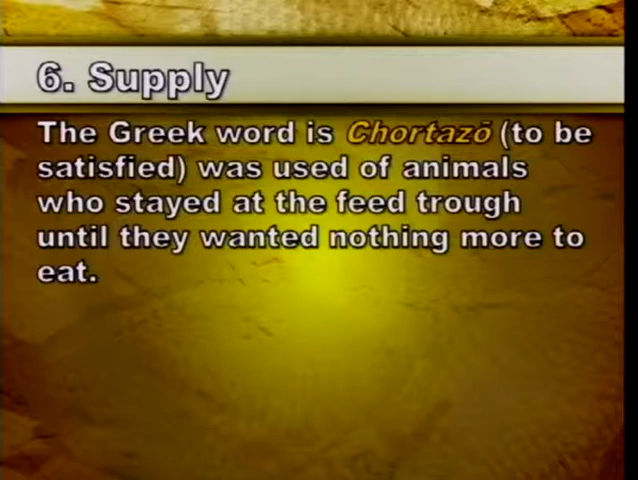 6. Supply
The Greek word is Chortazō (to be
satisfied) was used of animals
who stayed at the feed trough
until they wanted nothing more to
eat.